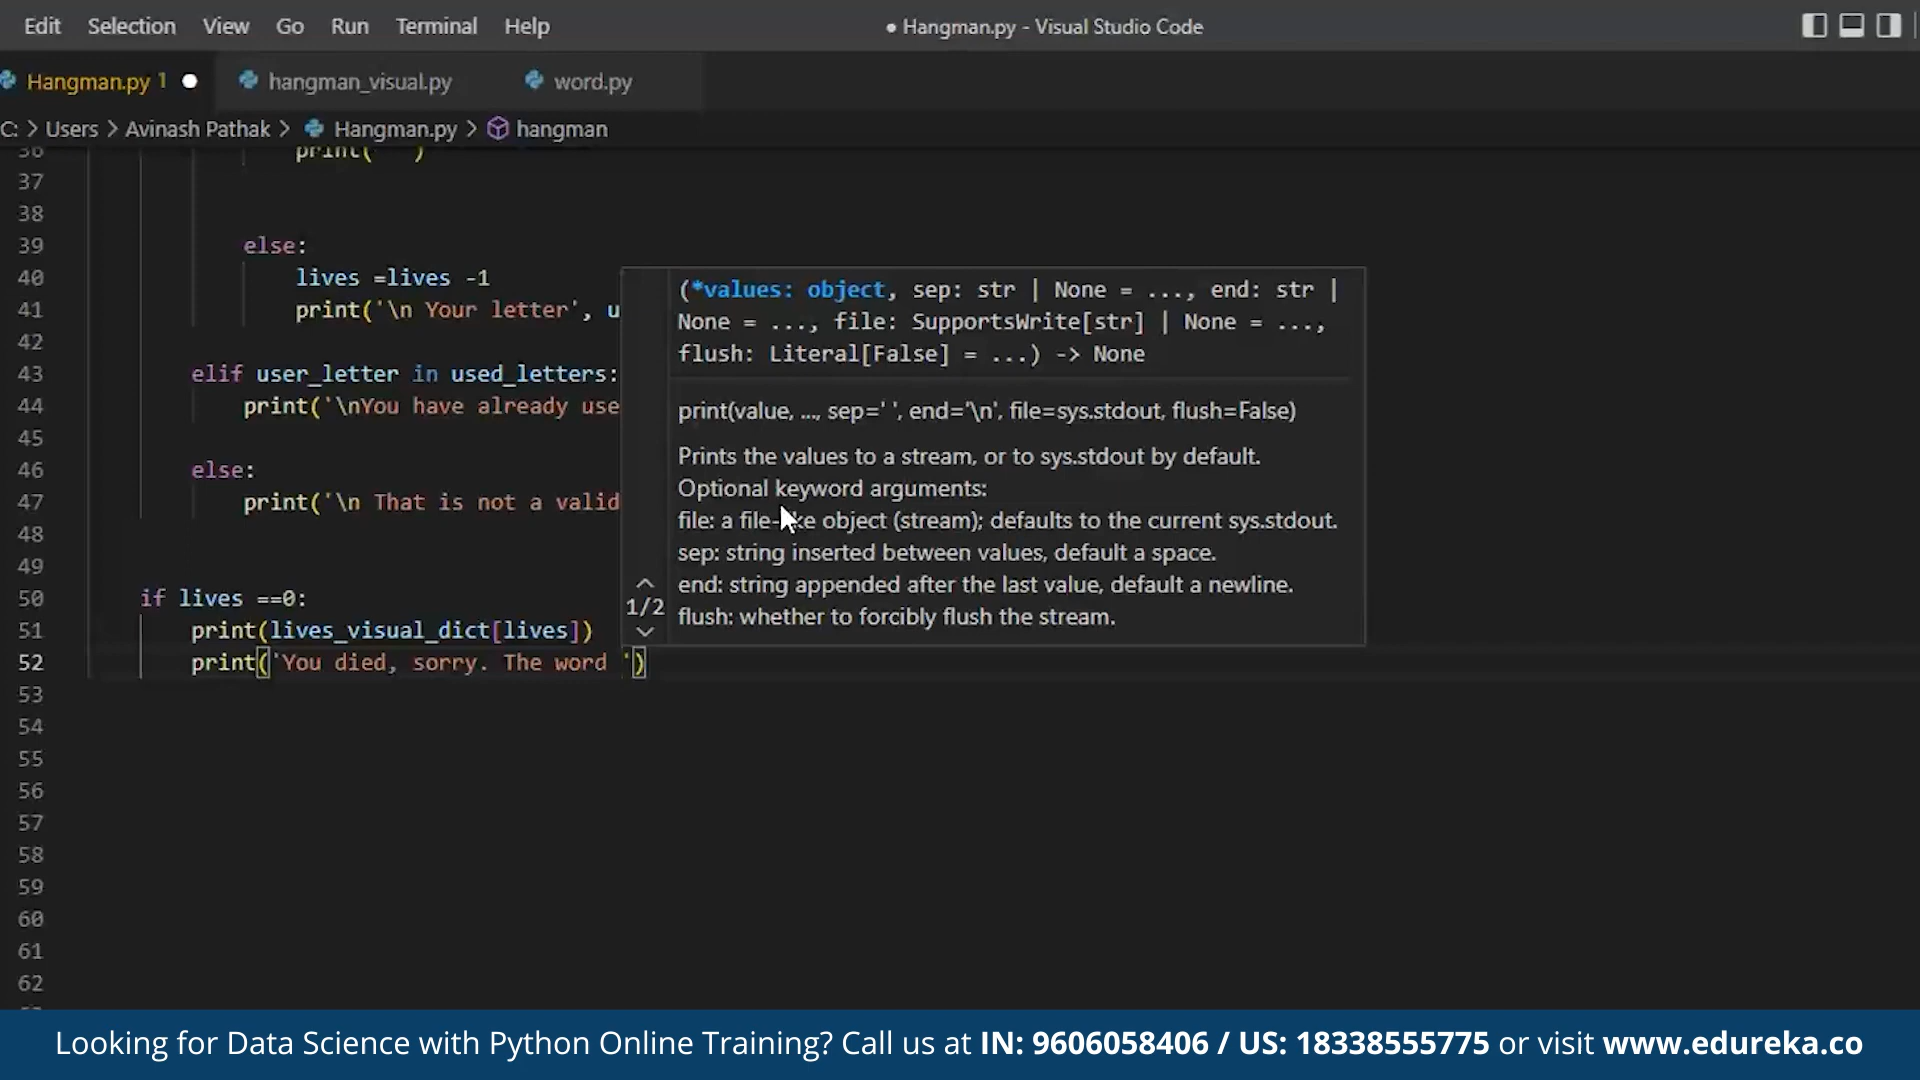 Edit Selection View Go Run Terminal Help ● Hangman.py - Visual Studio Code
Hangman.py 1 ● hangman_visual.py word.py
C: > Users > Avinash Pathak > Hangman.py > hangman
36 print(" ")
37
38
39 else:
40 lives =lives -1
41 print('\n Your letter', u
42
43 elif user_letter in used_letters:
44 print('\nYou have already use
45
46 else:
47 print('\n That is not a valid
48
49
50 if lives ==0:
51 print(lives_visual_dict[lives])
52 print('You died, sorry. The word ')
53
54
55
56
57
58
59
60
61
62
(*values: object, sep: str | None = ..., end: str |
None = ..., file: SupportsWrite[str] | None = ...,
flush: Literal[False] = ...) -> None
print(value, ..., sep=' ', end='\n', file=sys.stdout, flush=False)
Prints the values to a stream, or to sys.stdout by default.
Optional keyword arguments:
file: a file-like object (stream); defaults to the current sys.stdout.
sep: string inserted between values, default a space.
end: string appended after the last value, default a newline.
flush: whether to forcibly flush the stream.
1/2
Looking for Data Science with Python Online Training? Call us at IN: 9606058406 / US: 18338555775 or visit www.edureka.co